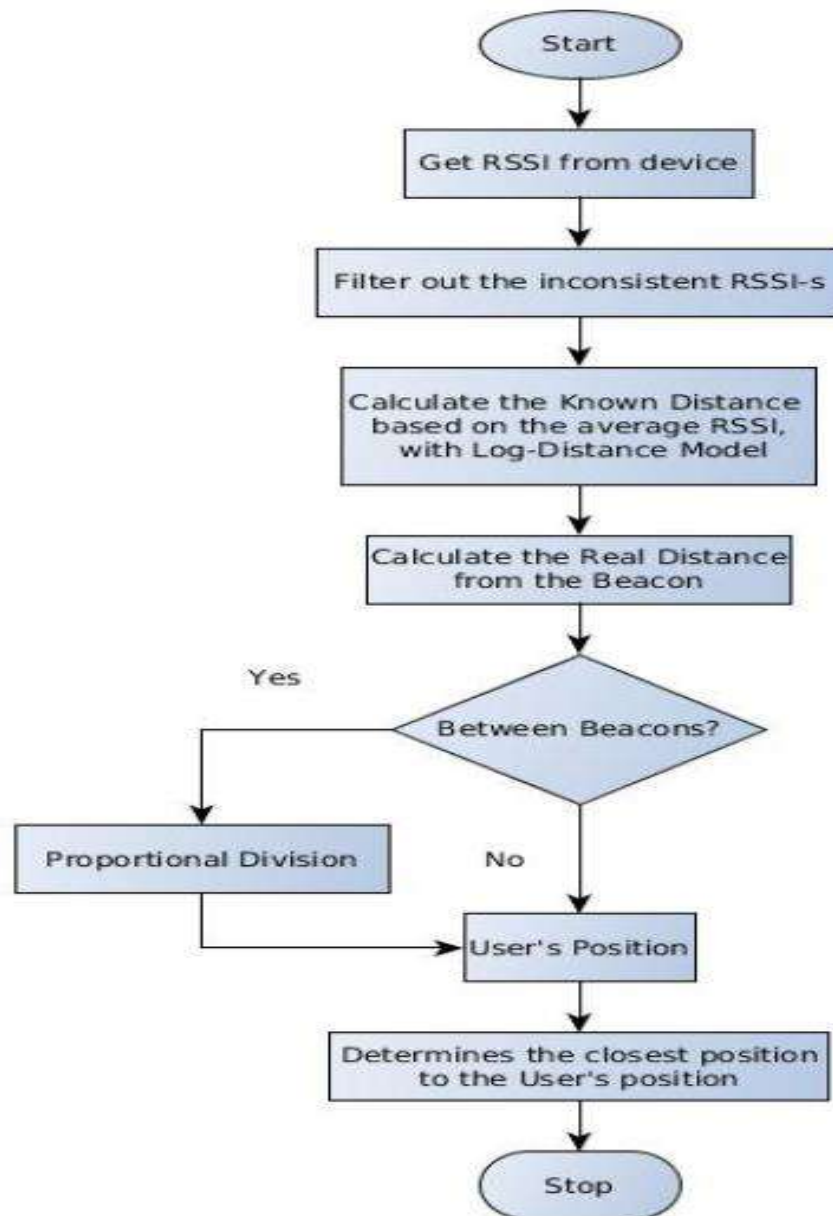 Start
Get RSSI from device
Filter out the inconsistent RSSI-s
Calculate the Known Distance
based on the average RSSI,
with Log-Distance Model
Calculate the Real Distance
from the Beacon
Yes
Between Beacons?
Proportional Division
No
User's Position
Determines the closest position
to the User's position
Stop